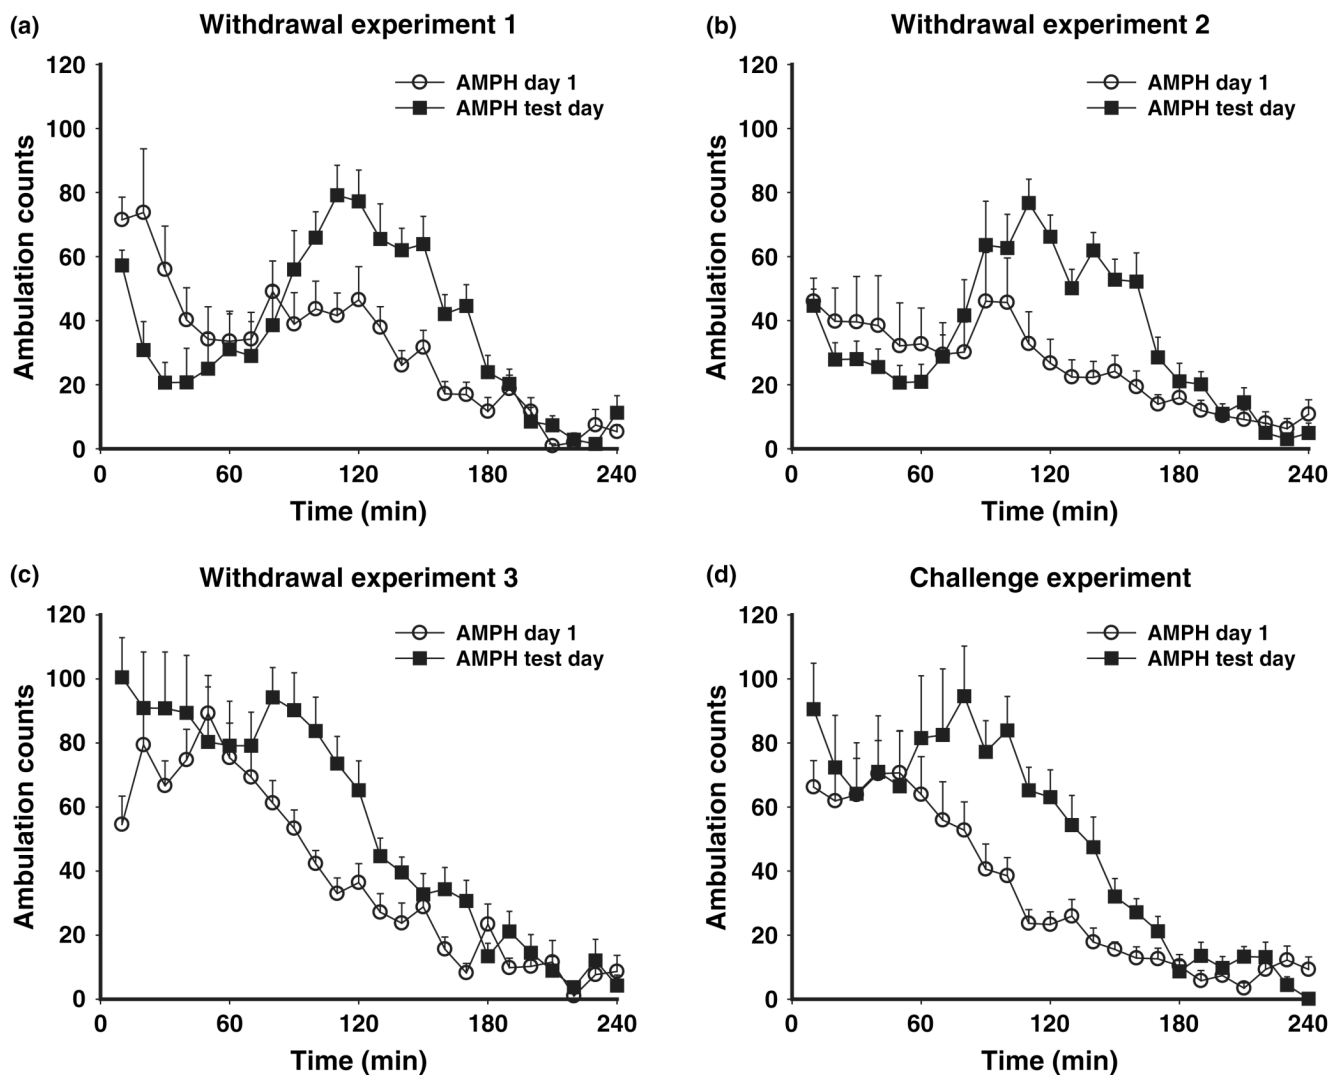 (a)
Withdrawal experiment 1
120
100
80
60
40
20
0
Ambulation counts
AMPH day 1
AMPH test day
0 60 120 180 240
Time (min)
(b)
Withdrawal experiment 2
120
100
80
60
40
20
0
Ambulation counts
AMPH day 1
AMPH test day
0 60 120 180 240
Time (min)
(c)
Withdrawal experiment 3
120
100
80
60
40
20
0
Ambulation counts
AMPH day 1
AMPH test day
0 60 120 180 240
Time (min)
(d)
Challenge experiment
120
100
80
60
40
20
0
Ambulation counts
AMPH day 1
AMPH test day
0 60 120 180 240
Time (min)